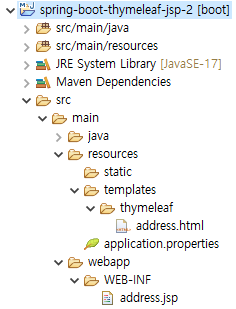 spring-boot-thymeleaf-jsp-2 [boot]
src/main/java
src/main/resources
JRE System Library [JavaSE-17]
Maven Dependencies
src
main
java
resources
static
templates
thymeleaf
address.html
application.properties
webapp
WEB-INF
address.jsp